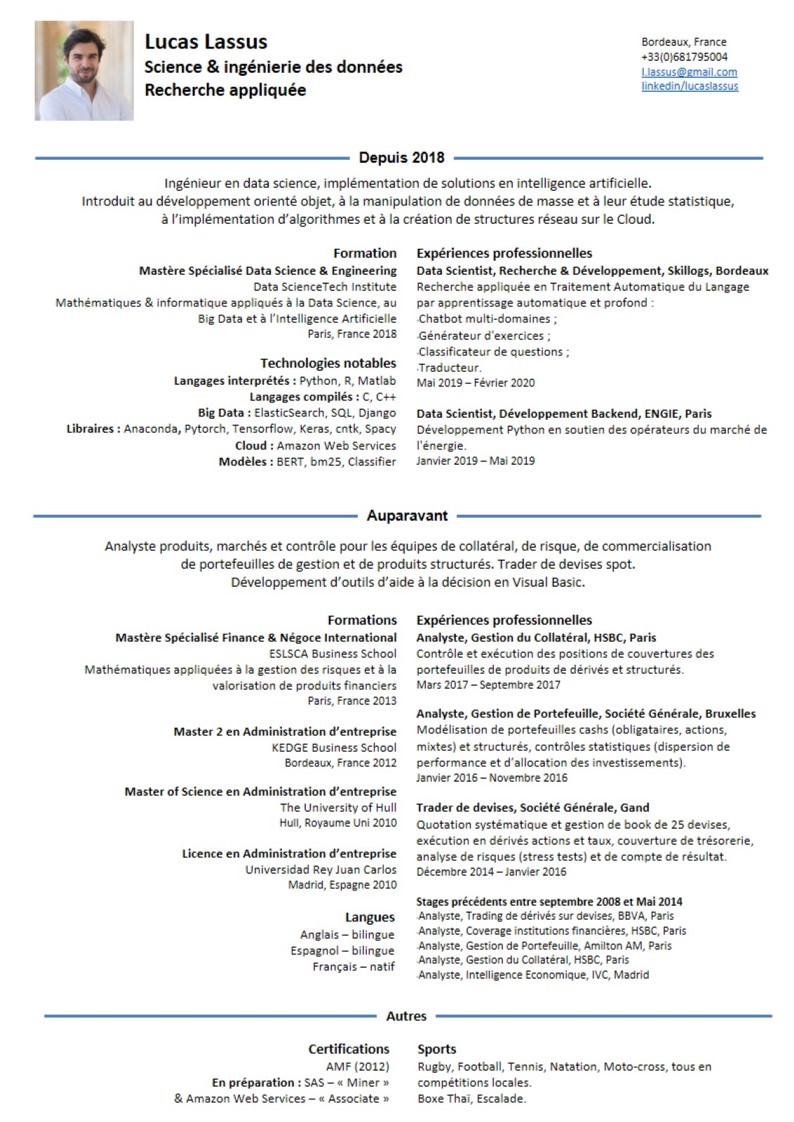 Lucas Lassus
Science & ingénierie des données
Recherche appliquée
Bordeaux, France
+33(0)681795004
l.lassus@gmail.com
linkedin/lucaslassus
Depuis 2018
Ingénieur en data science, implémentation de solutions en intelligence artificielle.
Introduit au développement orienté objet, à la manipulation de données de masse et à leur étude statistique,
à l'implémentation d'algorithmes et à la création de structures réseau sur le Cloud.
Formation
Mastère Spécialisé Data Science & Engineering
Data ScienceTech Institute
Mathématiques & informatique appliqués à la Data Science, au
Big Data et à l'Intelligence Artificielle
Paris, France 2018
Technologies notables
Langages interprétés : Python, R, Matlab
Langages compilés : C, C++
Big Data : ElasticSearch, SQL, Django
Libraires : Anaconda, Pytorch, Tensorflow, Keras, cntk, Spacy
Cloud : Amazon Web Services
Modèles : BERT, bm25, Classifier
Expériences professionnelles
Data Scientist, Recherche & Développement, Skillogs, Bordeaux
Recherche appliquée en Traitement Automatique du Langage
par apprentissage automatique et profond :
·Chatbot multi-domaines ;
·Générateur d'exercices ;
·Classificateur de questions ;
·Traducteur.
Mai 2019 – Février 2020
Data Scientist, Développement Backend, ENGIE, Paris
Développement Python en soutien des opérateurs du marché de
l'énergie.
Janvier 2019 – Mai 2019
Auparavant
Analyste produits, marchés et contrôle pour les équipes de collatéral, de risque, de commercialisation
de portefeuilles de gestion et de produits structurés. Trader de devises spot.
Développement d'outils d'aide à la décision en Visual Basic.
Formations
Mastère Spécialisé Finance & Négoce International
ESLSCA Business School
Mathématiques appliquées à la gestion des risques et à la
valorisation de produits financiers
Paris, France 2013
Master 2 en Administration d'entreprise
KEDGE Business School
Bordeaux, France 2012
Master of Science en Administration d'entreprise
The University of Hull
Hull, Royaume Uni 2010
Licence en Administration d'entreprise
Universidad Rey Juan Carlos
Madrid, Espagne 2010
Langues
Anglais – bilingue
Espagnol – bilingue
Français – natif
Expériences professionnelles
Analyste, Gestion du Collatéral, HSBC, Paris
Contrôle et exécution des positions de couvertures des
portefeuilles de produits de dérivés et structurés.
Mars 2017 – Septembre 2017
Analyste, Gestion de Portefeuille, Société Générale, Bruxelles
Modélisation de portefeuilles cashs (obligataires, actions,
mixtes) et structurés, contrôles statistiques (dispersion de
performance et d'allocation des investissements).
Janvier 2016 – Novembre 2016
Trader de devises, Société Générale, Gand
Quotation systématique et gestion de book de 25 devises,
exécution en dérivés actions et taux, couverture de trésorerie,
analyse de risques (stress tests) et de compte de résultat.
Décembre 2014 – Janvier 2016
Stages précédents entre septembre 2008 et Mai 2014
·Analyste, Trading de dérivés sur devises, BBVA, Paris
·Analyste, Coverage institutions financières, HSBC, Paris
·Analyste, Gestion de Portefeuille, Amilton AM, Paris
·Analyste, Gestion du Collatéral, HSBC, Paris
·Analyste, Intelligence Economique, IVC, Madrid
Autres
Certifications
AMF (2012)
En préparation : SAS – « Miner »
& Amazon Web Services – « Associate »
Sports
Rugby, Football, Tennis, Natation, Moto-cross, tous en
compétitions locales.
Boxe Thaï, Escalade.